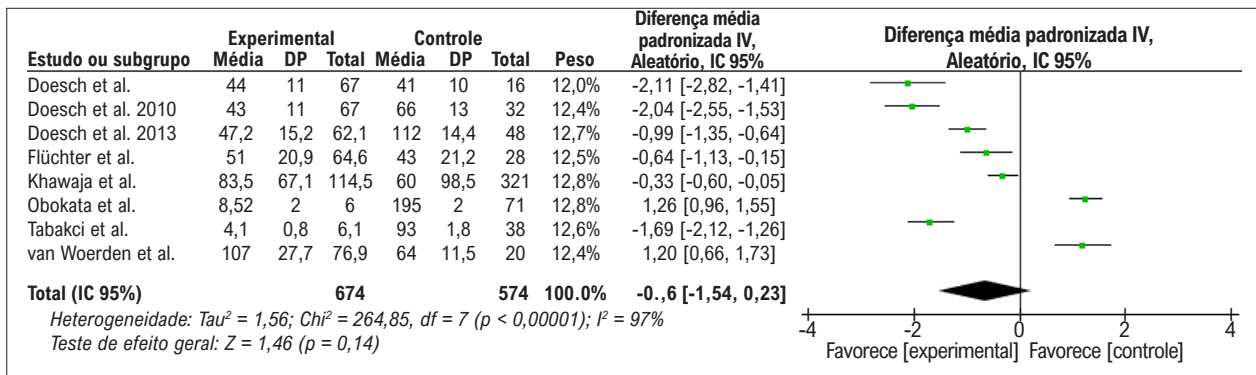 Diferença média padronizada IV, Aleatório, IC 95%
Diferença média padronizada IV, Aleatório, IC 95%
Experimental Controle
Estudo ou subgrupo Média DP Total Média DP Total Peso
Doesch et al. 44 11 67 41 10 16 12,0% -2,11 [-2,82, -1,41]
Doesch et al. 2010 43 11 67 66 13 32 12,4% -2,04 [-2,55, -1,53]
Doesch et al. 2013 47,2 15,2 62,1 112 14,4 48 12,7% -0,99 [-1,35, -0,64]
Flüchter et al. 51 20,9 64,6 43 21,2 28 12,5% -0,64 [-1,13, -0,15]
Khawaja et al. 83,5 67,1 114,5 60 98,5 321 12,8% -0,33 [-0,60, -0,05]
Obokata et al. 8,52 2 6 195 2 71 12,8% 1,26 [0,96, 1,55]
Tabakci et al. 4,1 0,8 6,1 93 1,8 38 12,6% -1,69 [-2,12, -1,26]
van Woerden et al. 107 27,7 76,9 64 11,5 20 12,4% 1,20 [0,66, 1,73]
Total (IC 95%) 674 574 100.0% -0.,6 [-1,54, 0,23]
Heterogeneidade: Tau² = 1,56; Chi² = 264,85, df = 7 (p < 0,00001); I² = 97%
Teste de efeito geral: Z = 1,46 (p = 0,14)
-4 -2 0 2 4
Favorece [experimental] Favorece [controle]